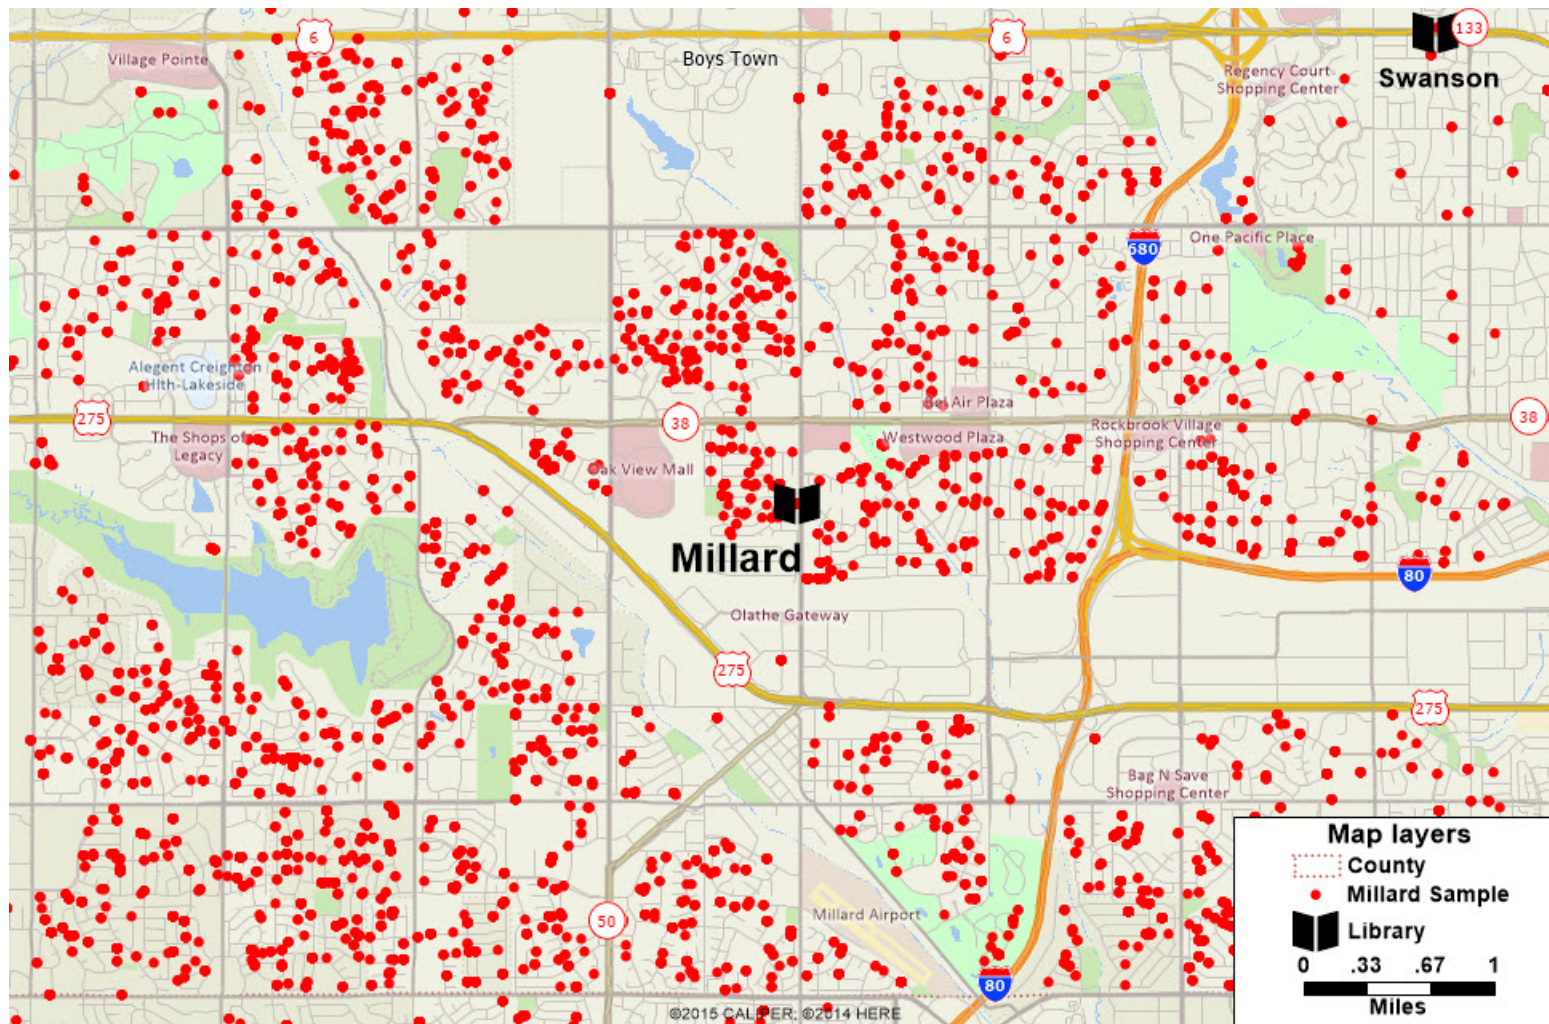 6
6
133
Village Pointe
Boys Town
Regency Court
Shopping Center
Swanson
680
One Pacific Place
Alegent Creighton
Hlth-Lakeside
275
38
Bel Air Plaza
38
The Shops of
Legacy
Westwood Plaza
Rockbrook Village
Shopping Center
Oak View Mall
Millard
80
Olathe Gateway
275
275
Bag N Save
Shopping Center
Map layers
County
Millard Sample
Library
0 .33 .67 1
Miles
50
Millard Airport
80
©2015 CALIPER; ©2014 HERE